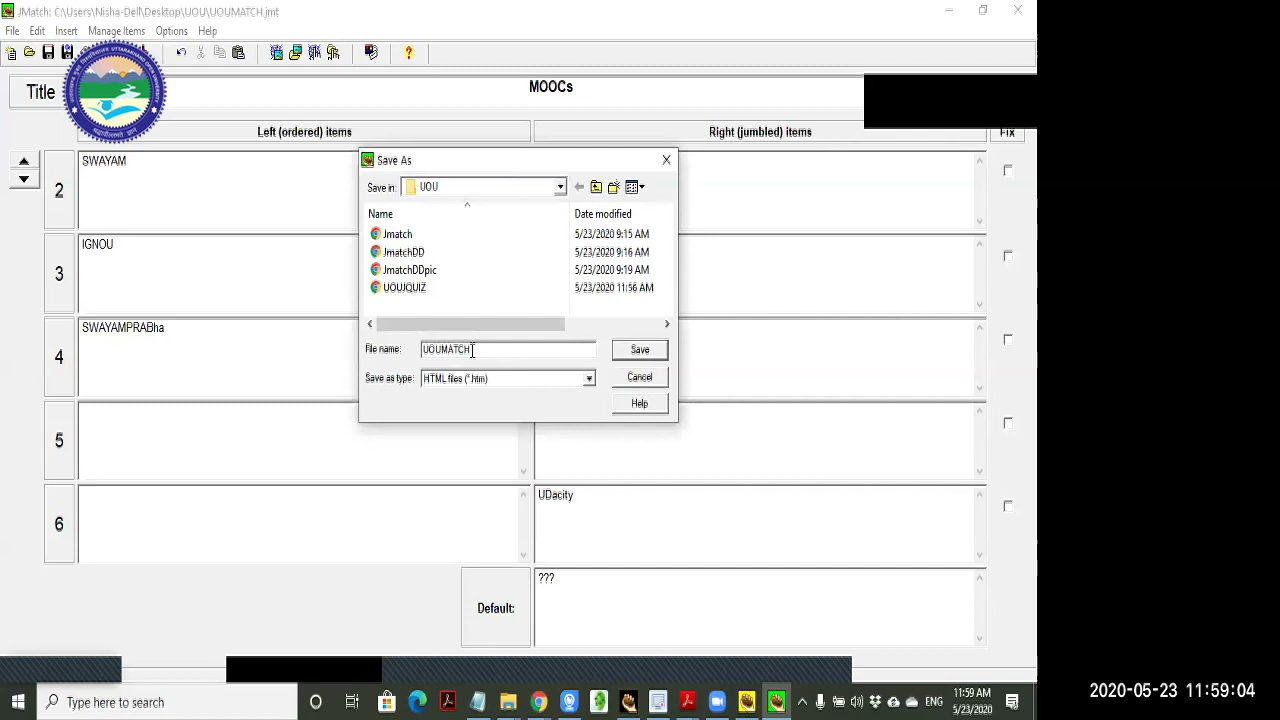 JMatch: C:\Users\Nisha-Dell\Desktop\UOU\UOUMATCH.jmt
File Edit Insert Manage Items Options Help
Title
MOOCs
Left (ordered) items
Right (jumbled) items
Fix
2
SWAYAM
3
IGNOU
4
SWAYAMPRABha
5
6
UDacity
Default:
???
Save As
Save in: UOU
Name Date modified
Jmatch 5/23/2020 9:15 AM
JmatchDD 5/23/2020 9:16 AM
JmatchDDpic 5/23/2020 9:19 AM
UOUJQUIZ 5/23/2020 11:56 AM
File name: UOUMATCH Save
Save as type: HTML files (*.htm) Cancel
Help
Type here to search
ENG
11:59 AM
5/23/2020
2020-05-23 11:59:04